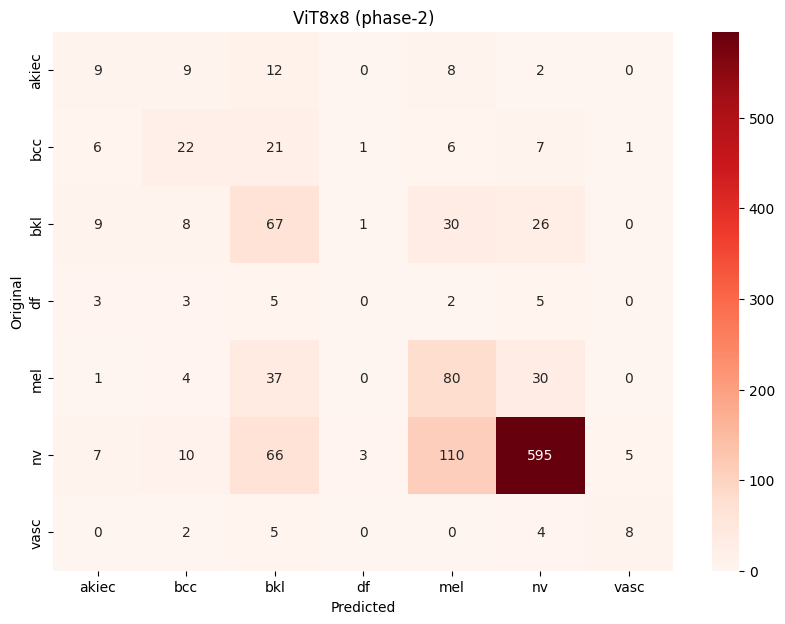 ViT8x8 (phase-2)
akiec 9 9 12 0 8 2 0
bcc 6 22 21 1 6 7 1
bkl 9 8 67 1 30 26 0
df 3 3 5 0 2 5 0
mel 1 4 37 0 80 30 0
nv 7 10 66 3 110 595 5
vasc 0 2 5 0 0 4 8
akiec bcc bkl df mel nv vasc
Predicted
Original
500
400
300
200
100
0